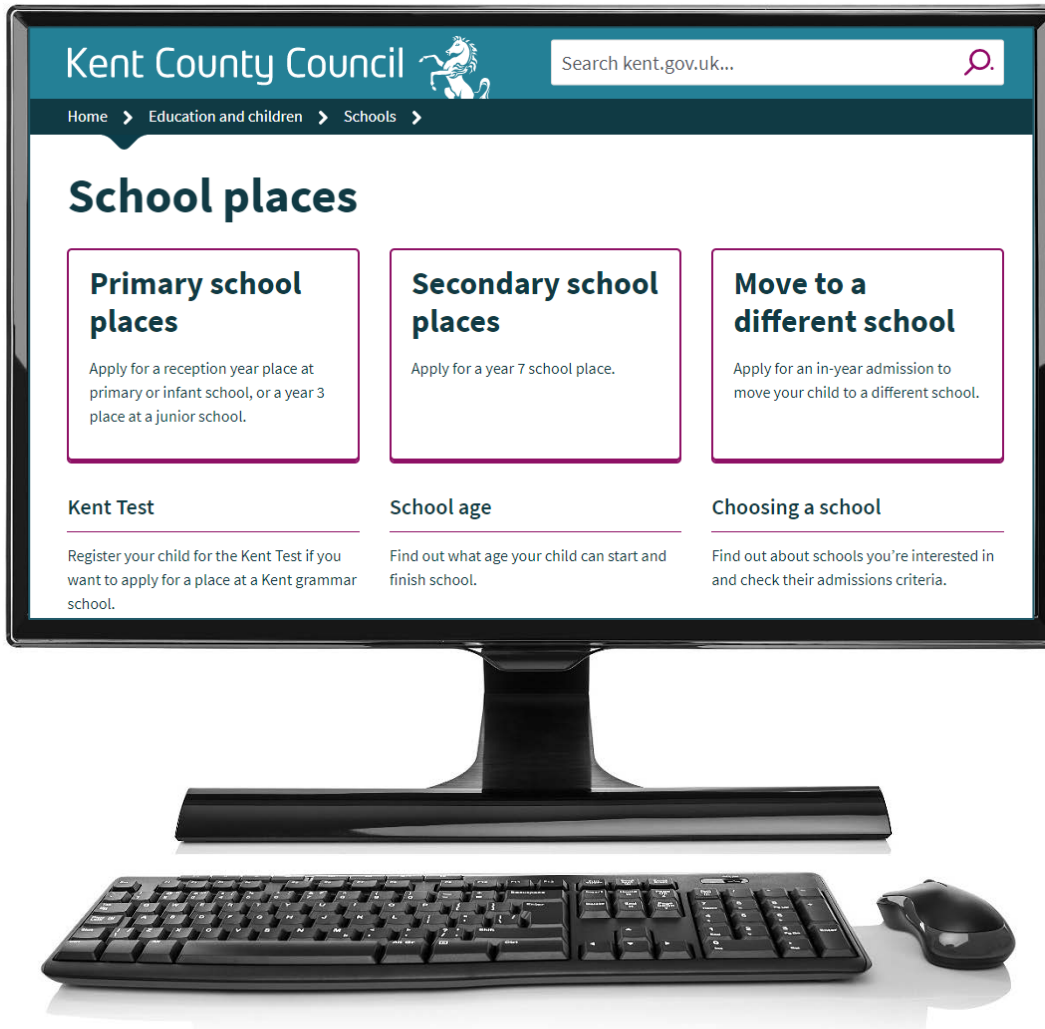 Kent County Council
Search kent.gov.uk...
Home
Education and children
Schools
School places
Primary school
places
Apply for a reception year place at
primary or infant school, or a year 3
place at a junior school.
Secondary school
places
Apply for a year 7 school place.
Move to a
different school
Apply for an in-year admission to
move your child to a different school.
Kent Test
Register your child for the Kent Test if you
want to apply for a place at a Kent grammar
school.
School age
Find out what age your child can start and
finish school.
Choosing a school
Find out about schools you're interested in
and check their admissions criteria.